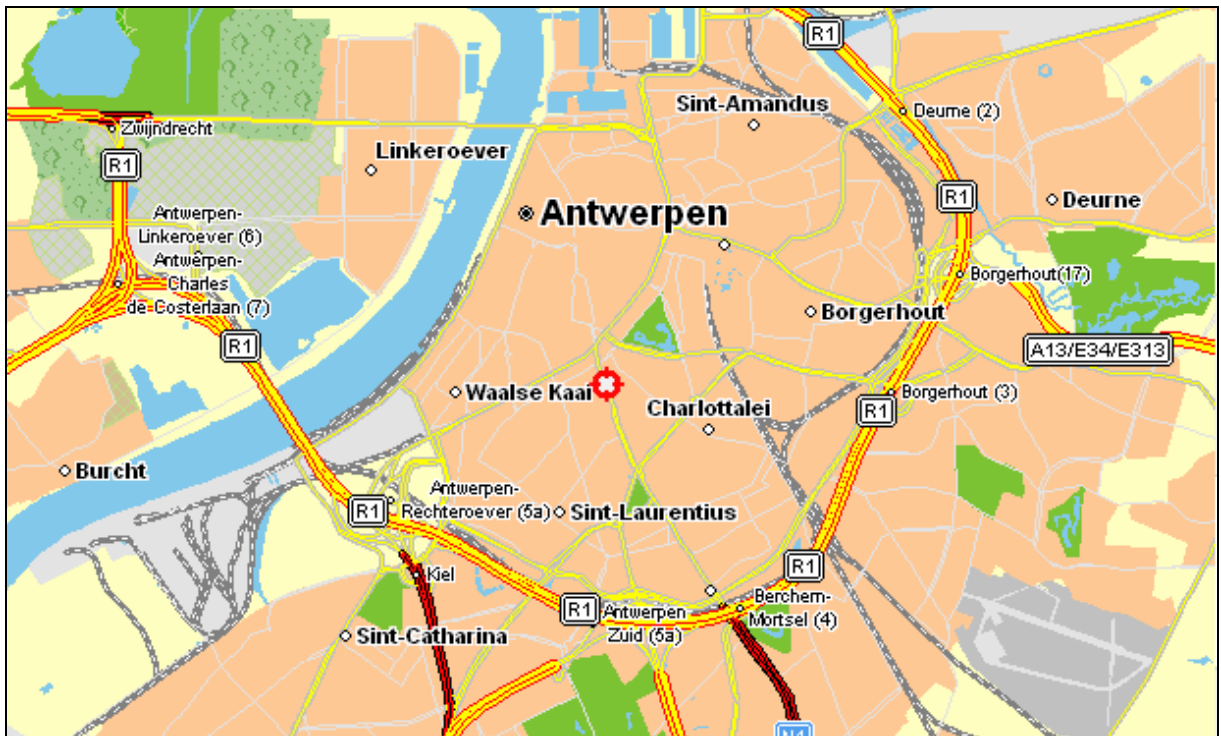 R1
Deurne (2)
Sint-Amandus
Zwijndrecht
Linkeroever
R1
R1
Deurne
Antwerpen
Antwerpen-
Linkeroever (6)
Antwerpen-
Charles
de Costerlaan (7)
Borgerhout(17)
Borgerhout
R1
A13/E34/E313
Waalse Kaai
Charlottalei
Borgerhout (3)
R1
Burcht
Antwerpen-
Rechteroever (5a)
R1
Sint-Laurentius
R1
Kiel
Berchem-
Mortsel (4)
R1
Antwerpen
Zuid (5a)
Sint-Catharina
N1